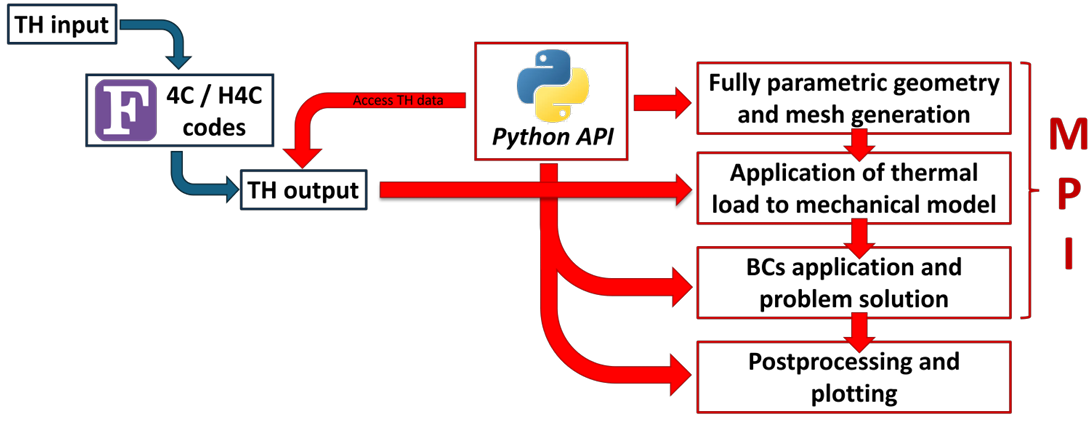 TH input
F
4C / H4C
codes
TH output
Access TH data
Python API
Fully parametric geometry
and mesh generation
Application of thermal
load to mechanical model
BCs application and
problem solution
Postprocessing and
plotting
M
P
I